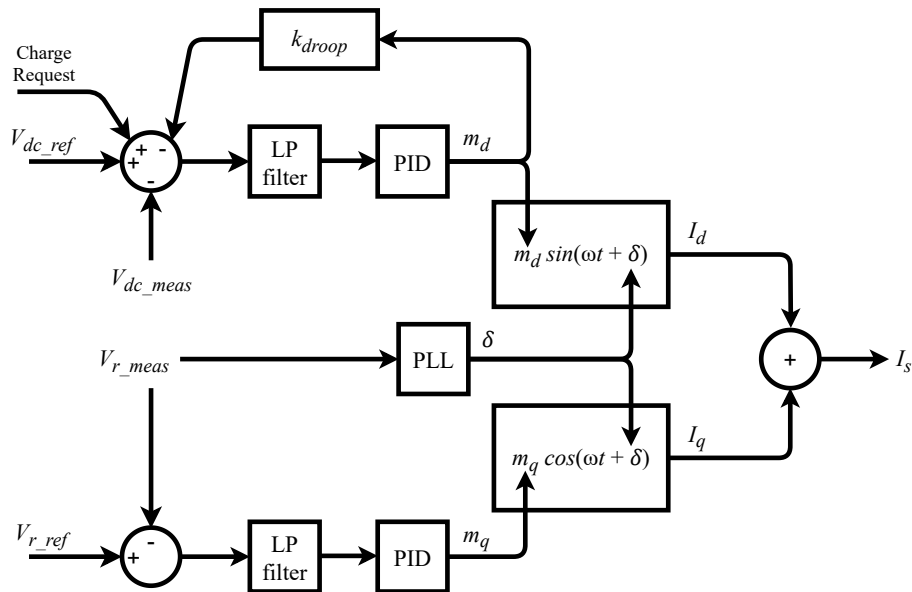 k_droop
Charge
Request
V_dc_ref
+
+
-
-
LP
filter
PID
m_d
V_dc_meas
m_d sin(ωt + δ)
I_d
V_r_meas
PLL
δ
+
I_s
m_q cos(ωt + δ)
I_q
V_r_ref
+
-
LP
filter
PID
m_q